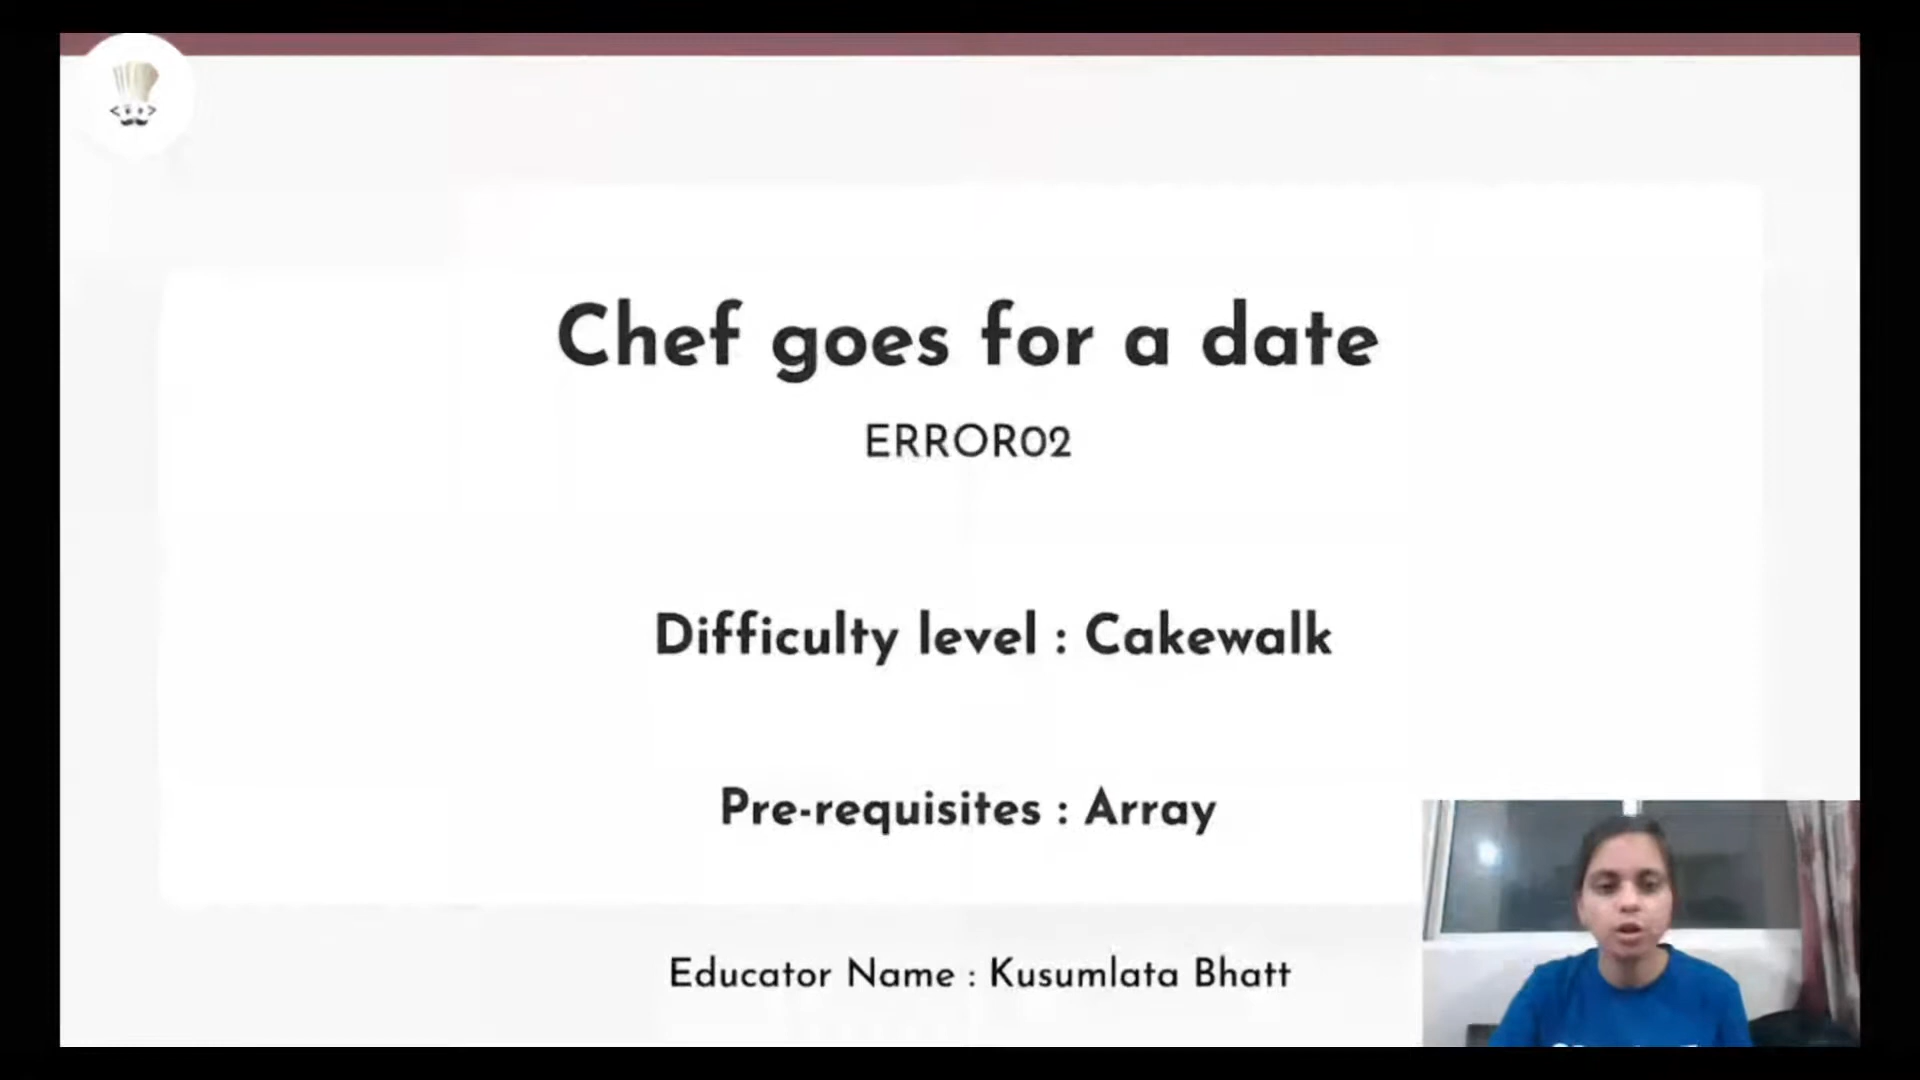 Chef goes for a date
ERROR02
Difficulty level : Cakewalk
Pre-requisites : Array
Educator Name : Kusumlata Bhatt